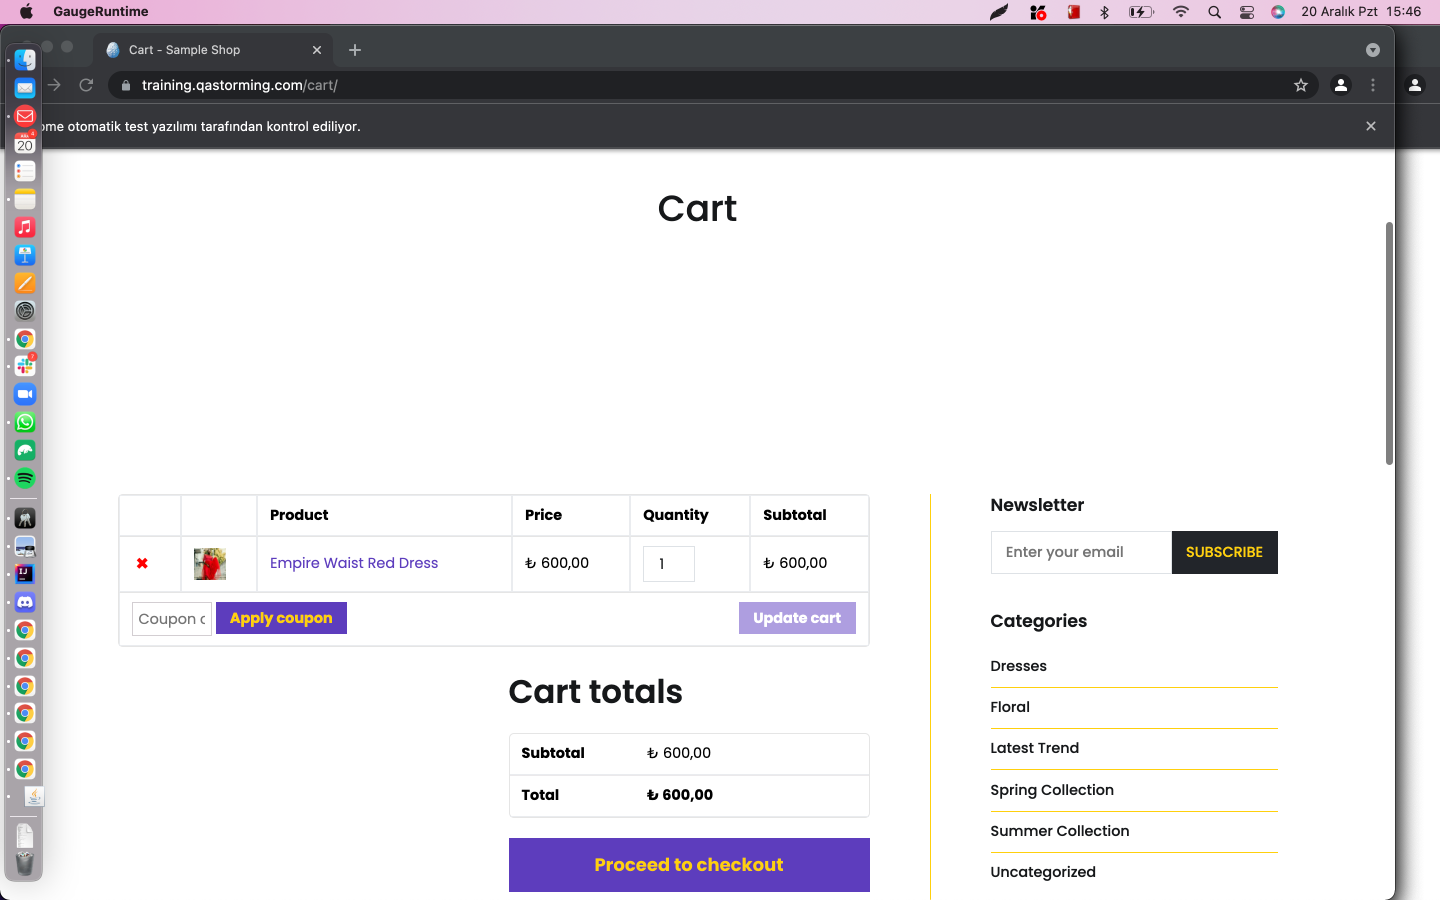 GaugeRuntime
20 Aralık Pzt 15:46
Cart - Sample Shop
training.qastorming.com/cart/
ome otomatik test yazılımı tarafından kontrol ediliyor.
20
Cart
Product Price Quantity Subtotal
Empire Waist Red Dress ₺ 600,00 1 ₺ 600,00
Coupon c Apply coupon Update cart
Cart totals
Subtotal ₺ 600,00
Total ₺ 600,00
Proceed to checkout
Newsletter
Enter your email SUBSCRIBE
Categories
Dresses
Floral
Latest Trend
Spring Collection
Summer Collection
Uncategorized